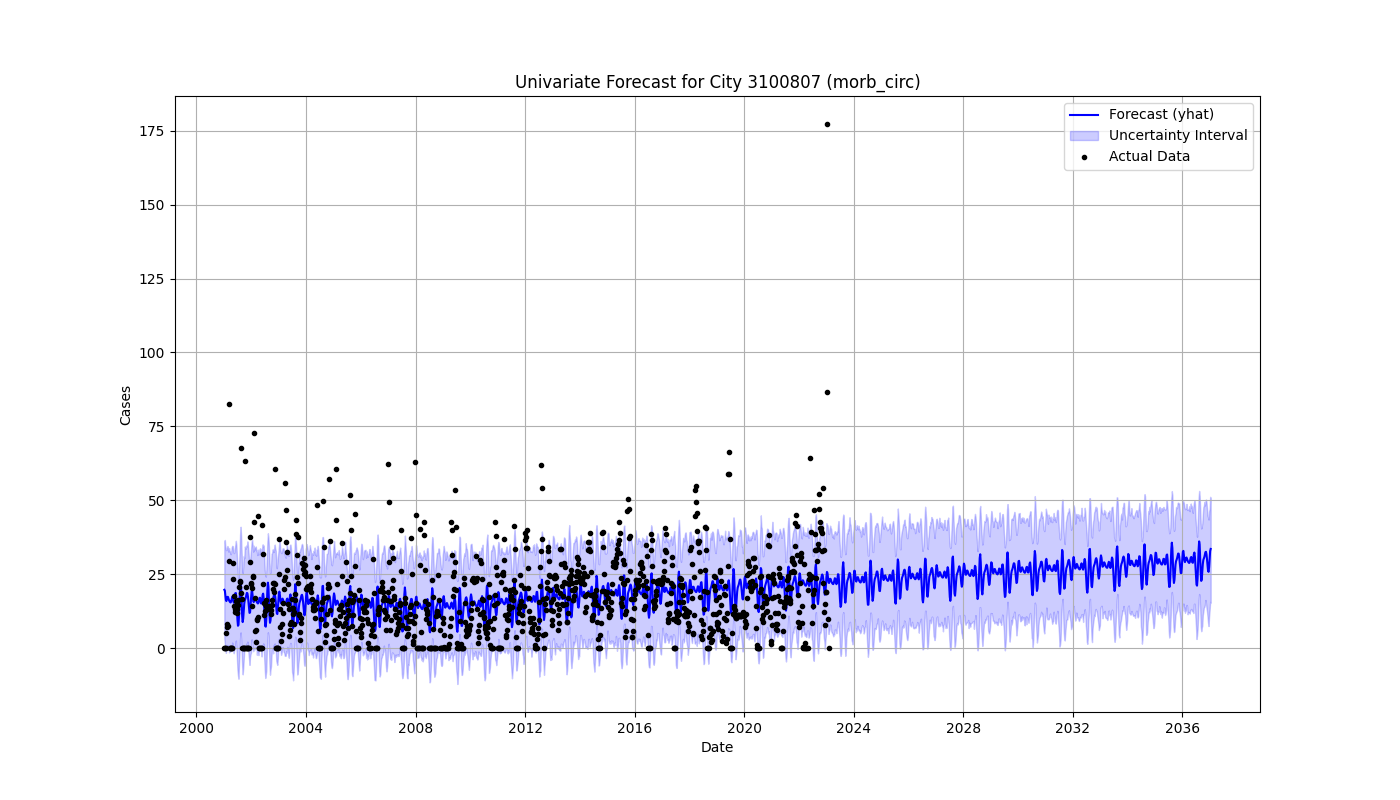 Univariate Forecast for City 3100807 (morb_circ)
Forecast (yhat)
Uncertainty Interval
Actual Data
175
150
125
100
75
50
25
0
Cases
2000 2004 2008 2012 2016 2020 2024 2028 2032 2036
Date